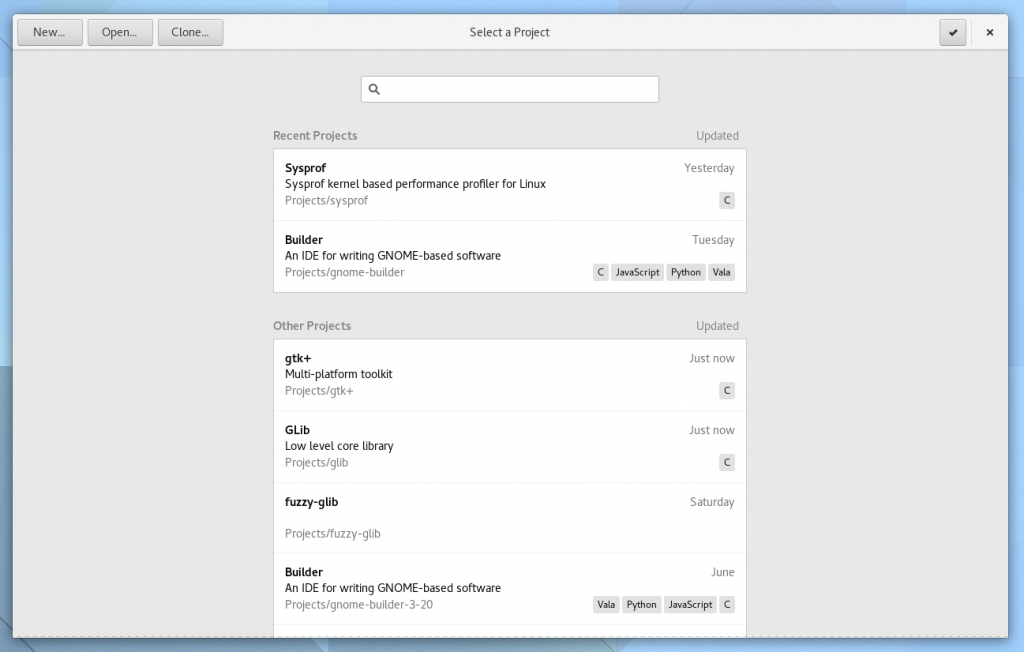 New... Open... Clone... Select a Project
Recent Projects Updated
Sysprof Yesterday
Sysprof kernel based performance profiler for Linux
Projects/sysprof C
Builder Tuesday
An IDE for writing GNOME-based software
Projects/gnome-builder C JavaScript Python Vala
Other Projects Updated
gtk+ Just now
Multi-platform toolkit
Projects/gtk+ C
GLib Just now
Low level core library
Projects/glib C
fuzzy-glib Saturday
Projects/fuzzy-glib
Builder June
An IDE for writing GNOME-based software
Projects/gnome-builder-3-20 Vala Python JavaScript C